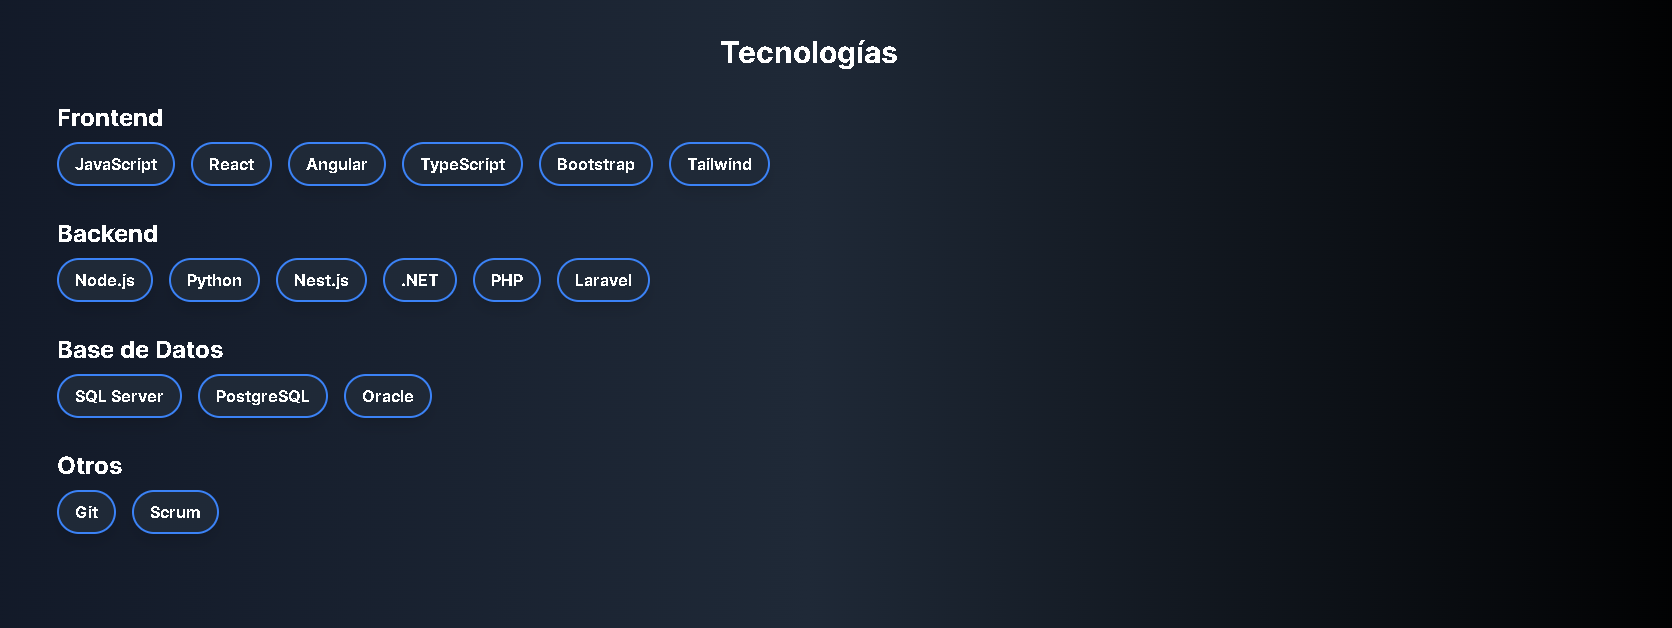 Tecnologías
Frontend
JavaScript React Angular TypeScript Bootstrap Tailwind
Backend
Node.js Python Nest.js .NET PHP Laravel
Base de Datos
SQL Server PostgreSQL Oracle
Otros
Git Scrum